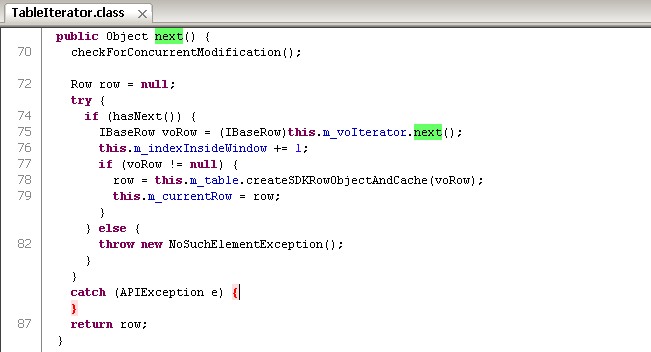 TableIterator.class
public Object next() {
70 checkForConcurrentModification();
72 Row row = null;
try {
74 if (hasNext()) {
75 IBaseRow voRow = (IBaseRow)this.m_voIterator.next();
76 this.m_indexInsideWindow += 1;
77 if (voRow != null) {
78 row = this.m_table.createSDKRowObjectAndCache(voRow);
79 this.m_currentRow = row;
}
} else {
82 throw new NoSuchElementException();
}
}
catch (APIException e) {
}
87 return row;
}